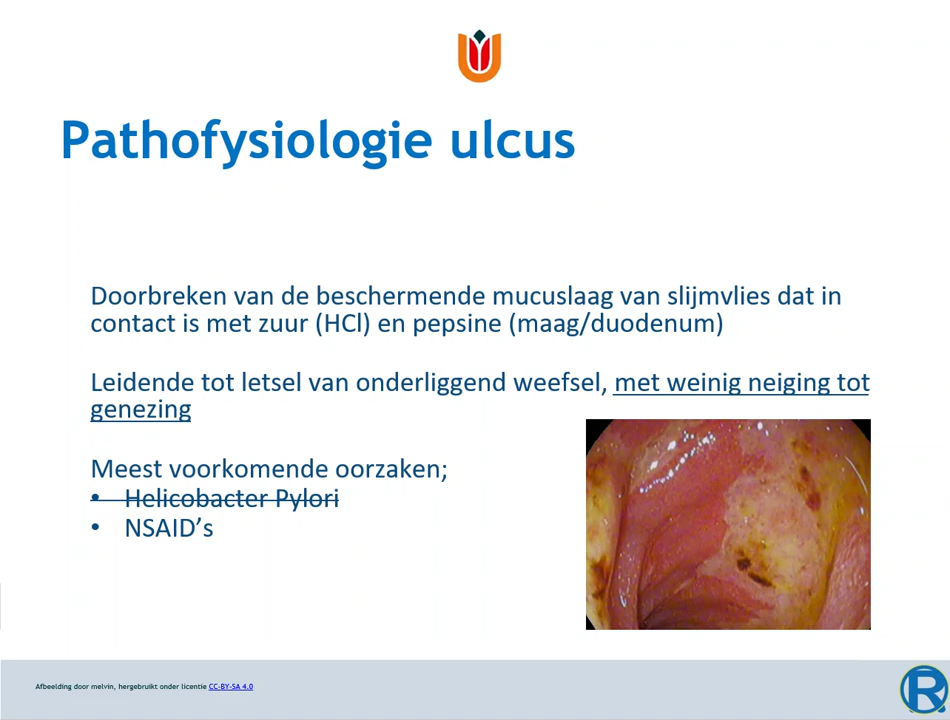 Pathofysiologie ulcus
Doorbreken van de beschermende mucuslaag van slijmvlies dat in
contact is met zuur (HCl) en pepsine (maag/duodenum)
Leidende tot letsel van onderliggend weefsel, met weinig neiging tot
genezing
Meest voorkomende oorzaken;
• Helicobacter Pylori
• NSAID’s
Afbeelding door melvin, hergebruikt onder licentie CC-BY-SA 4.0
R